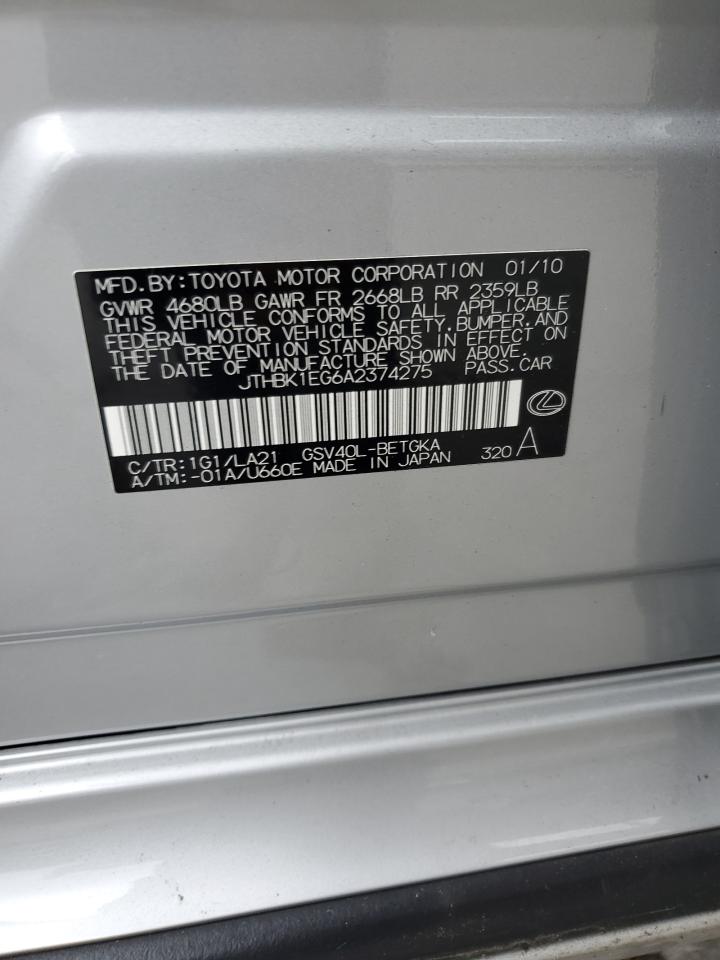 MFD.BY:TOYOTA MOTOR CORPORATION 01/10
GVWR 4680LB GAWR FR 2668LB RR 2359LB
THIS VEHICLE CONFORMS TO ALL APPLICABLE
FEDERAL MOTOR VEHICLE SAFETY,BUMPER,AND
THEFT PREVENTION STANDARDS IN EFFECT ON
THE DATE OF MANUFACTURE SHOWN ABOVE.
JTHBK1EG6A2374275 PASS.CAR
C/TR:1G1/LA21 GSV40L-BETGKA
A/TM:-01A/U660E MADE IN JAPAN 320 A